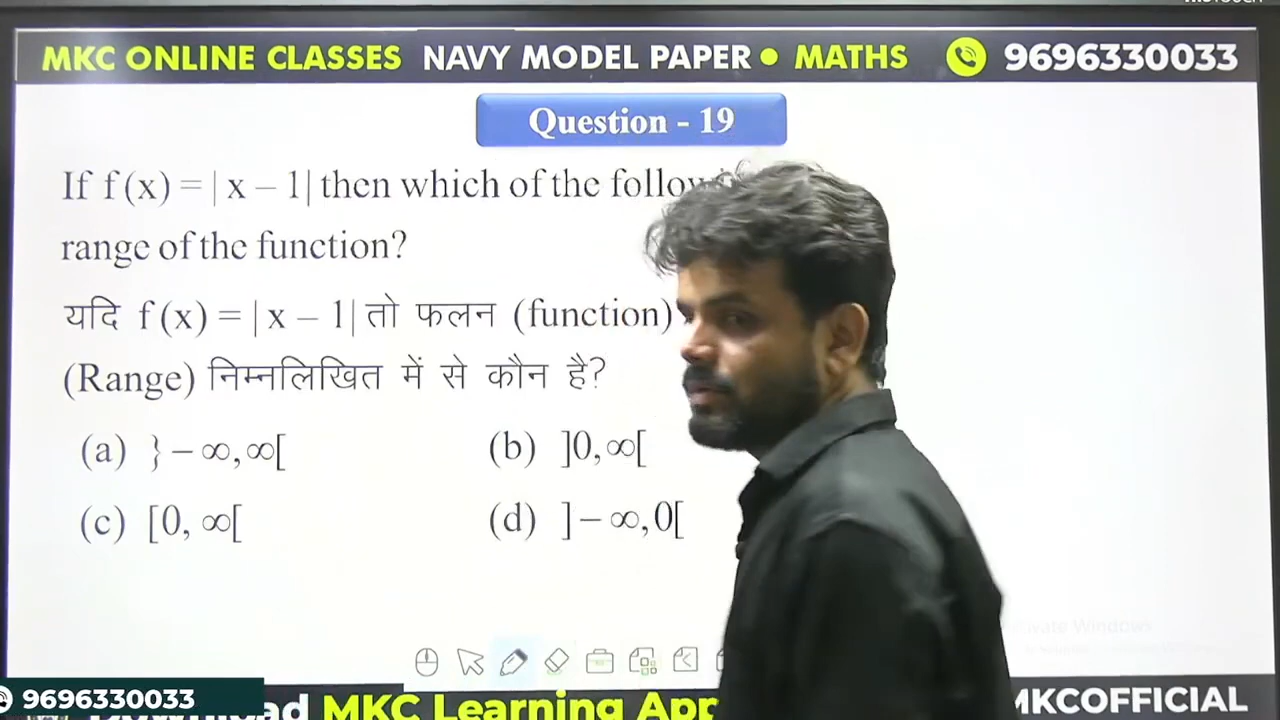 MKC ONLINE CLASSES NAVY MODEL PAPER • MATHS 9696330033
Question - 19
If f(x) = | x – 1| then which of the
range of the function?
यदि f(x) = | x – 1| तो फलन (function)
(Range) निम्नलिखित में से कौन है?
(a) } – ∞, ∞[ (b) ]0, ∞[
(c) [0, ∞[ (d) ] – ∞, 0[
9696330033
MKC Learning App MKCOFFICIAL